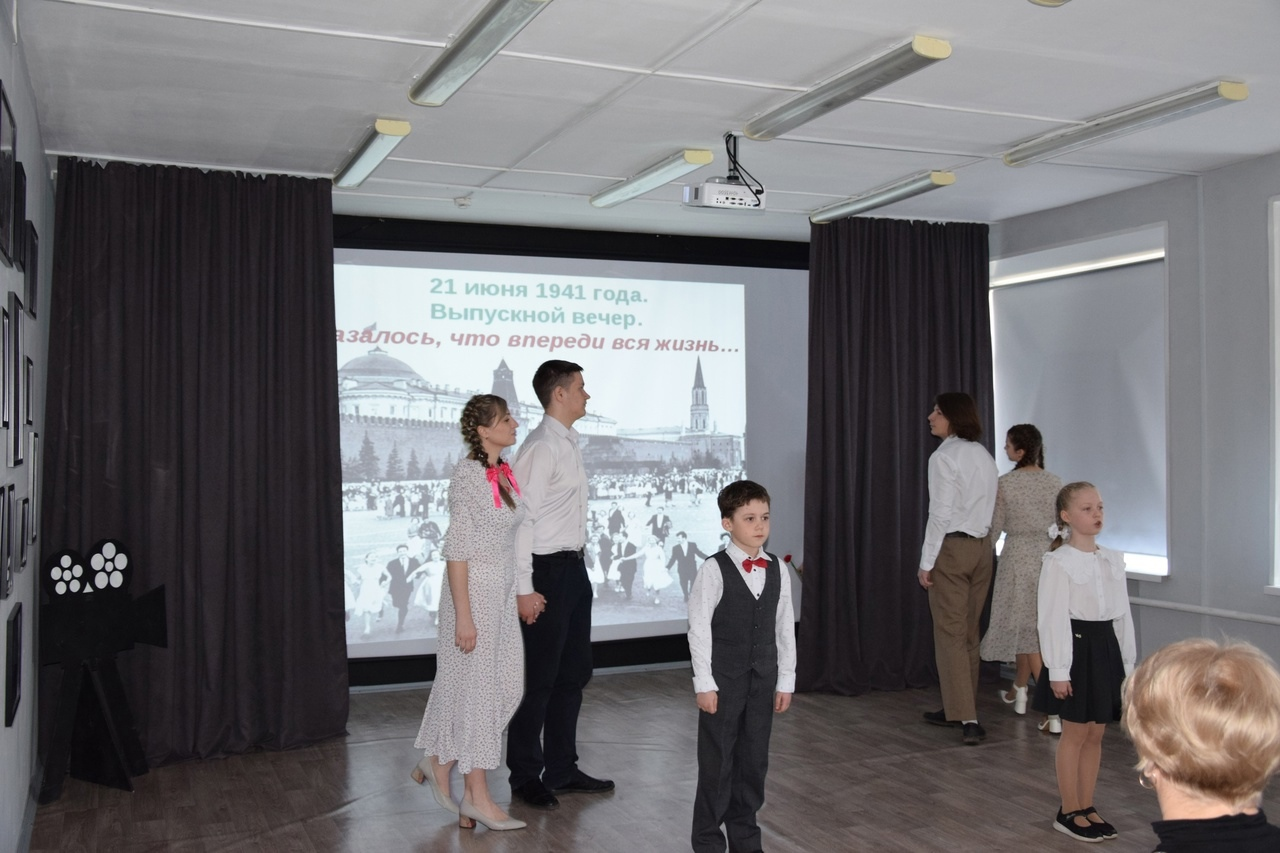 21 июня 1941 года.
Выпускной вечер.
азалось, что впереди вся жизнь...